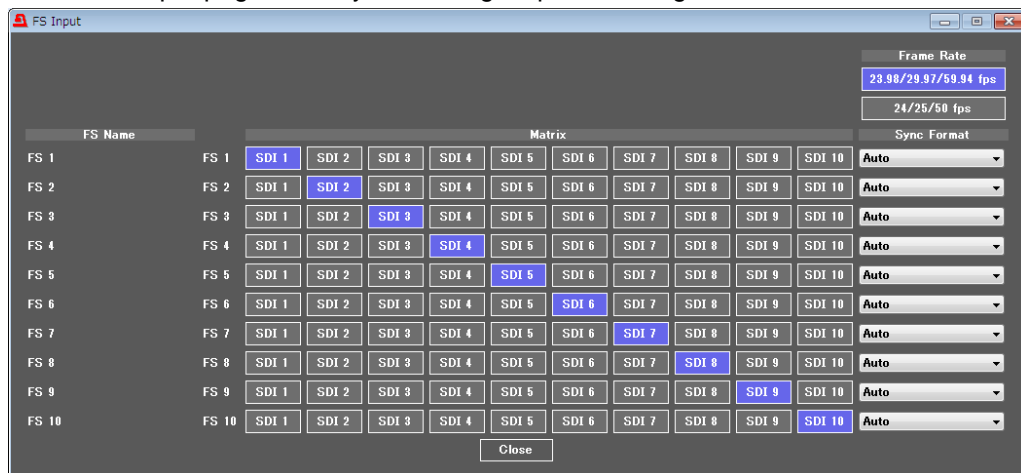 FS Input
Frame Rate
23.98/29.97/59.94 fps
24/25/50 fps
FS Name Matrix Sync Format
FS 1 FS 1 SDI 1 SDI 2 SDI 3 SDI 4 SDI 5 SDI 6 SDI 7 SDI 8 SDI 9 SDI 10 Auto
FS 2 FS 2 SDI 1 SDI 2 SDI 3 SDI 4 SDI 5 SDI 6 SDI 7 SDI 8 SDI 9 SDI 10 Auto
FS 3 FS 3 SDI 1 SDI 2 SDI 3 SDI 4 SDI 5 SDI 6 SDI 7 SDI 8 SDI 9 SDI 10 Auto
FS 4 FS 4 SDI 1 SDI 2 SDI 3 SDI 4 SDI 5 SDI 6 SDI 7 SDI 8 SDI 9 SDI 10 Auto
FS 5 FS 5 SDI 1 SDI 2 SDI 3 SDI 4 SDI 5 SDI 6 SDI 7 SDI 8 SDI 9 SDI 10 Auto
FS 6 FS 6 SDI 1 SDI 2 SDI 3 SDI 4 SDI 5 SDI 6 SDI 7 SDI 8 SDI 9 SDI 10 Auto
FS 7 FS 7 SDI 1 SDI 2 SDI 3 SDI 4 SDI 5 SDI 6 SDI 7 SDI 8 SDI 9 SDI 10 Auto
FS 8 FS 8 SDI 1 SDI 2 SDI 3 SDI 4 SDI 5 SDI 6 SDI 7 SDI 8 SDI 9 SDI 10 Auto
FS 9 FS 9 SDI 1 SDI 2 SDI 3 SDI 4 SDI 5 SDI 6 SDI 7 SDI 8 SDI 9 SDI 10 Auto
FS 10 FS 10 SDI 1 SDI 2 SDI 3 SDI 4 SDI 5 SDI 6 SDI 7 SDI 8 SDI 9 SDI 10 Auto
Close